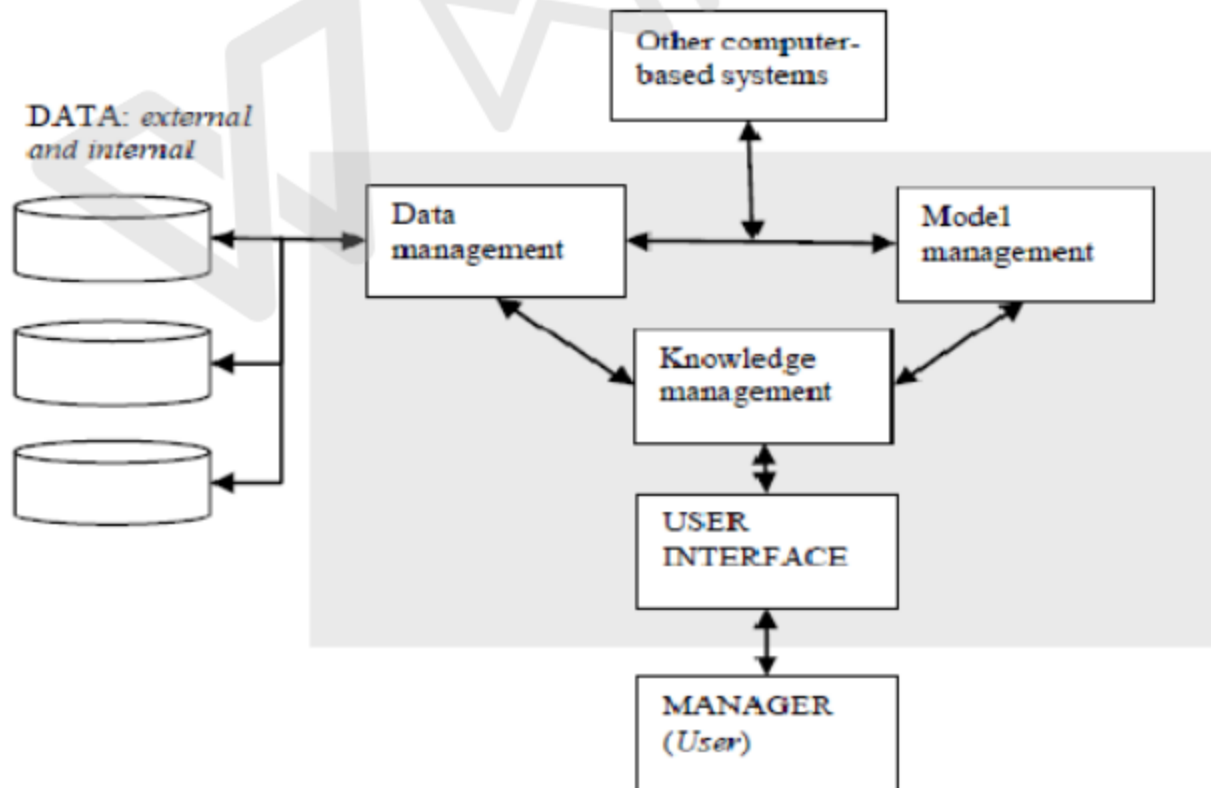 Other computer-
based systems
DATA: external
and internal
Data
management
Model
management
Knowledge
management
USER
INTERFACE
MANAGER
(User)